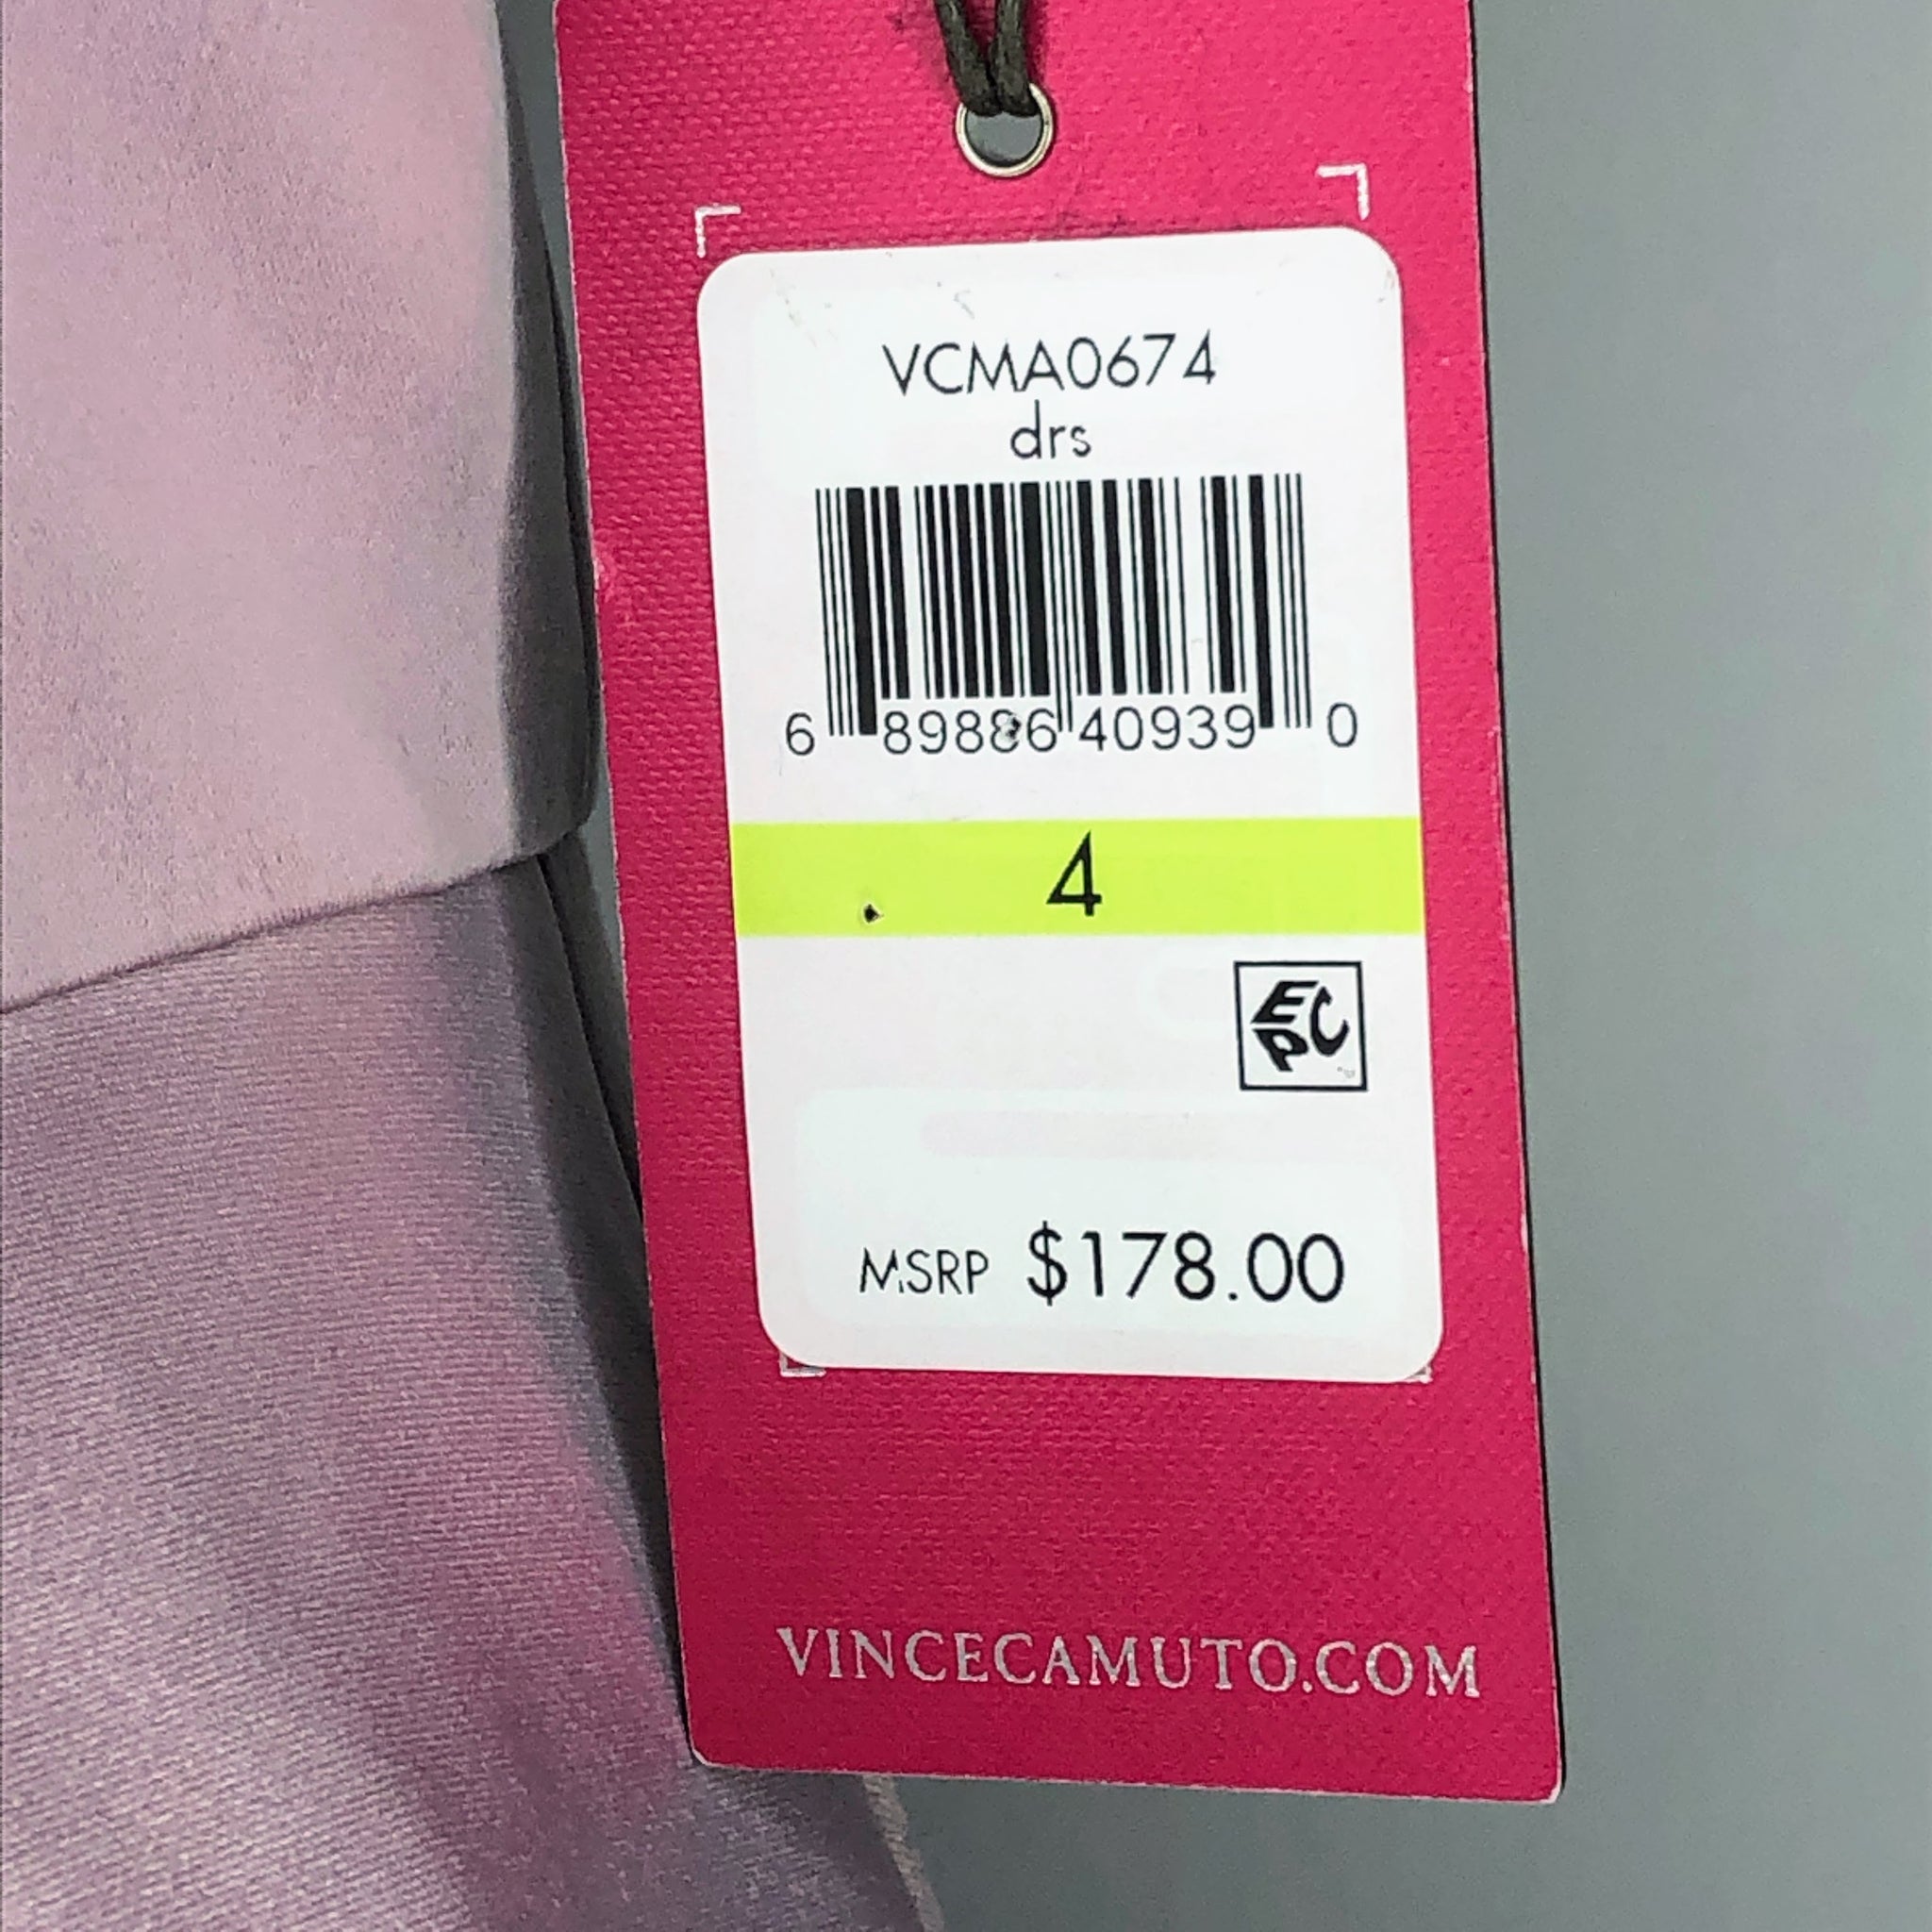 VCMA0674
drs
6 89886 40939 0
4
EPC
MSRP $178.00
VINCECAMUTO.COM